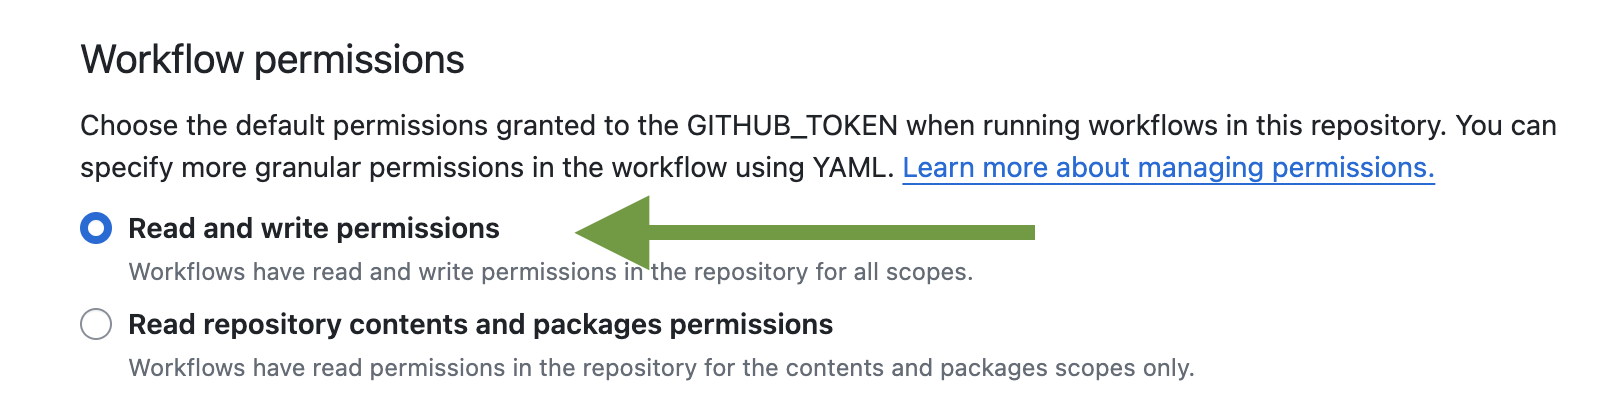 Workflow permissions
Choose the default permissions granted to the GITHUB_TOKEN when running workflows in this repository. You can
specify more granular permissions in the workflow using YAML. Learn more about managing permissions.
Read and write permissions
Workflows have read and write permissions in the repository for all scopes.
Read repository contents and packages permissions
Workflows have read permissions in the repository for the contents and packages scopes only.